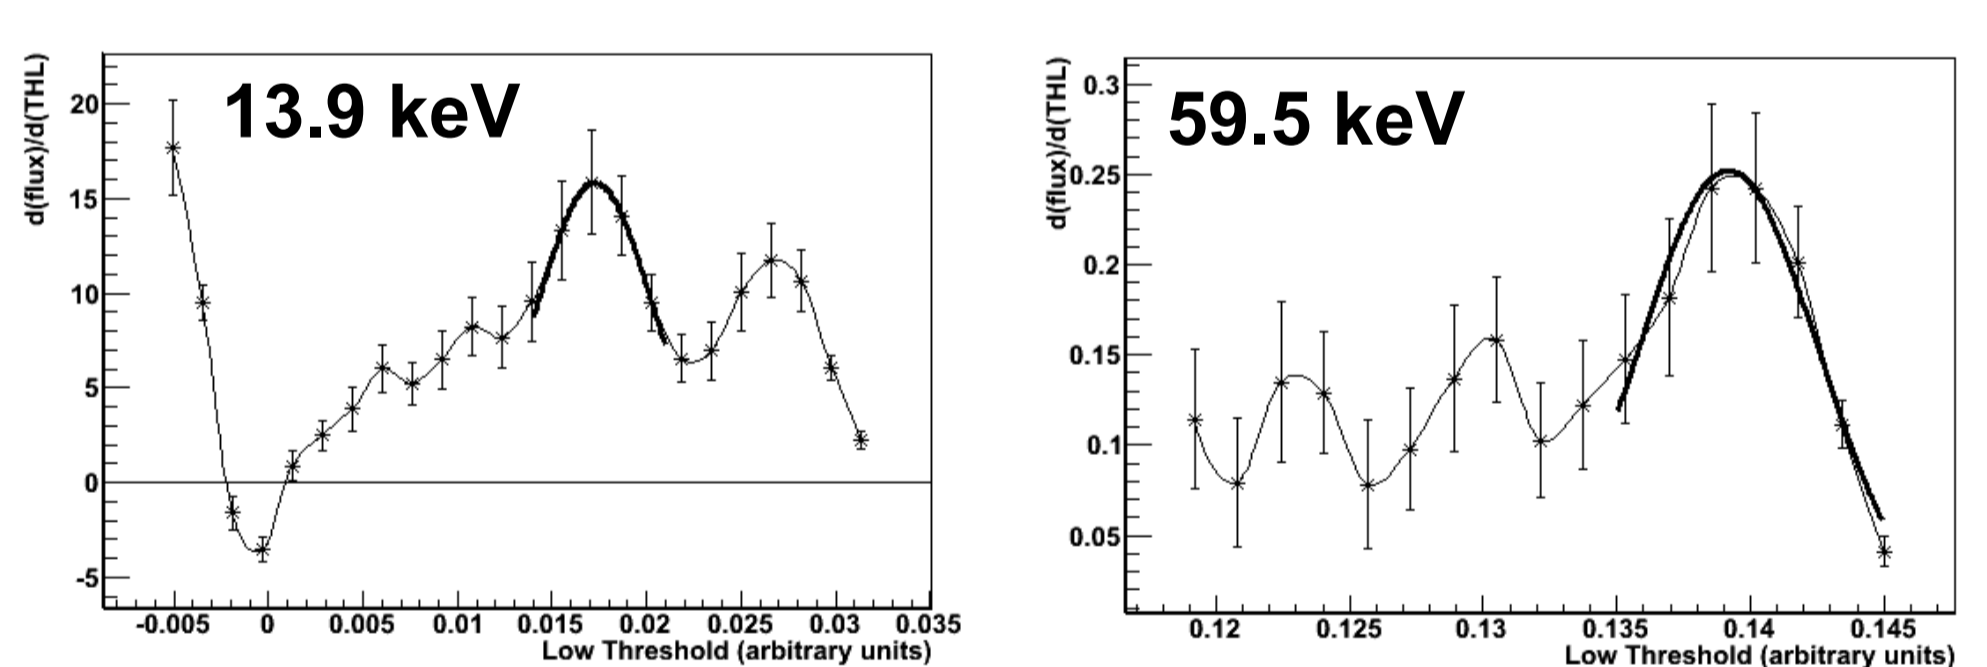 d(flux)/d(THL)
13.9 keV
20
15
10
5
0
-5
-0.005 0 0.005 0.01 0.015 0.02 0.025 0.03 0.035
Low Threshold (arbitrary units)
d(flux)/d(THL)
59.5 keV
0.3
0.25
0.2
0.15
0.1
0.05
0.12 0.125 0.13 0.135 0.14 0.145
Low Threshold (arbitrary units)